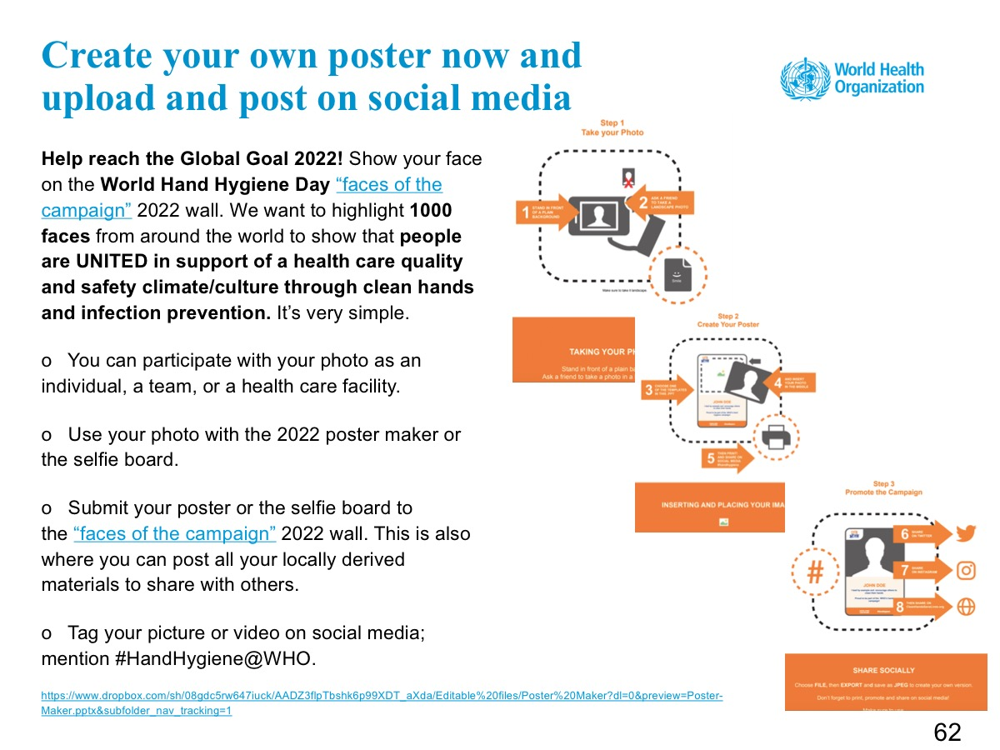 Create your own poster now and
upload and post on social media
World Health
Organization
Help reach the Global Goal 2022! Show your face
on the World Hand Hygiene Day “faces of the
campaign” 2022 wall. We want to highlight 1000
faces from around the world to show that people
are UNITED in support of a health care quality
and safety climate/culture through clean hands
and infection prevention. It’s very simple.
o You can participate with your photo as an
individual, a team, or a health care facility.
o Use your photo with the 2022 poster maker or
the selfie board.
o Submit your poster or the selfie board to
the “faces of the campaign” 2022 wall. This is also
where you can post all your locally derived
materials to share with others.
o Tag your picture or video on social media;
mention #HandHygiene@WHO.
https://www.dropbox.com/sh/08gdc5rw647iuck/AADZ3flpTbshk6p99XDT_aXda/Editable%20files/Poster%20Maker?dl=0&preview=Poster-
Maker.pptx&subfolder_nav_tracking=1
Step 1
Take your Photo
1 STAND IN FRONT
OF A PLAIN
BACKGROUND
2 ASK A FRIEND
TO TAKE A
LANDSCAPE PHOTO
Smile
Make sure to take it landscape.
TAKING YOUR PH
Stand in front of a plain ba
Ask a friend to take a photo in a
Step 2
Create Your Poster
3 CHOOSE ONE
OF THE TEMPLATES
IN THIS .PPT
4 AND INSERT
YOUR PHOTO
IN THE MIDDLE
JOHN DOE
5 THEN PRINT
AND SHARE ON
SOCIAL MEDIA
INSERTING AND PLACING YOUR IMA
Step 3
Promote the Campaign
#
6 SHARE
ON TWITTER
7 SHARE
ON INSTAGRAM
8 THEN SHARE ON
JOHN DOE
SHARE SOCIALLY
Choose FILE, then EXPORT and save as JPEG to create your own version.
Don’t forget to print, promote and share on social media!
Make sure to use
62